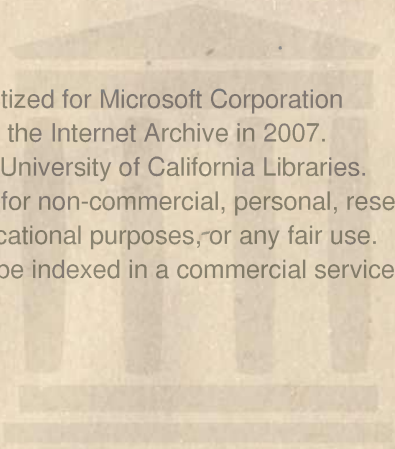 tized for Microsoft Corporation
the Internet Archive in 2007.
University of California Libraries.
for non-commercial, personal, rese
cational purposes, or any fair use.
be indexed in a commercial service